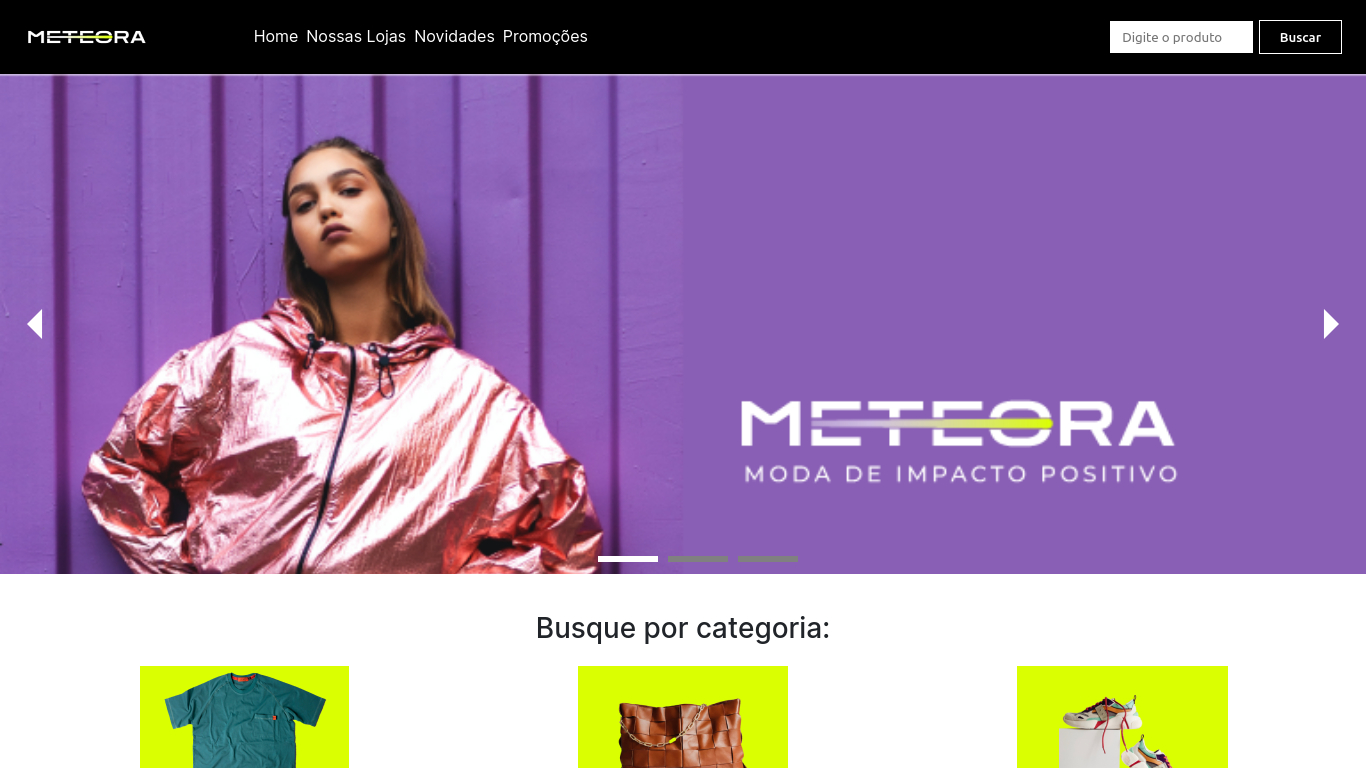 METEORA
Home Nossas Lojas Novidades Promoções
Digite o produto
Buscar
METEORA
MODA DE IMPACTO POSITIVO
Busque por categoria: